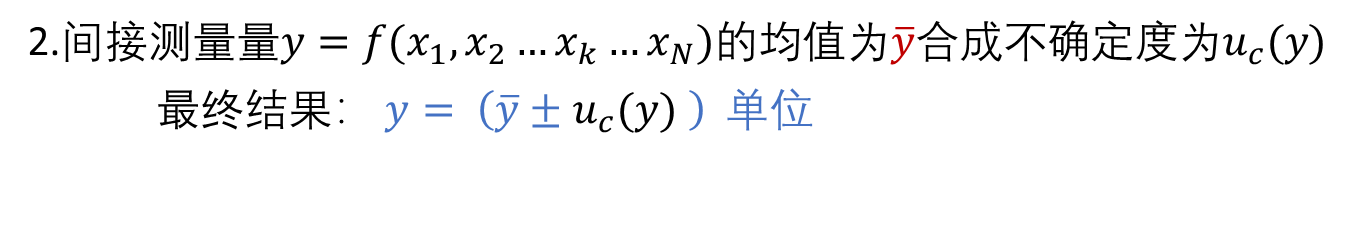 2.间接测量量y = f(x₁, x₂ … xₖ … x_N)的均值为ȳ合成不确定度为u_c(y)
最终结果： y = （ȳ ± u_c(y) ）单位